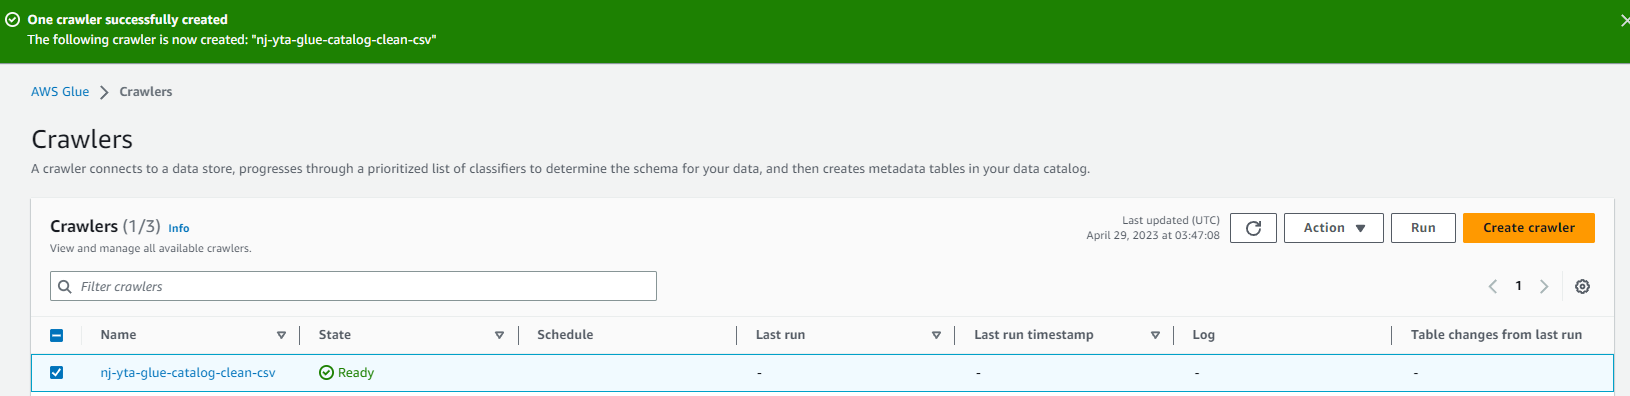 One crawler successfully created
The following crawler is now created: "nj-yta-glue-catalog-clean-csv"
AWS Glue > Crawlers
Crawlers
A crawler connects to a data store, progresses through a prioritized list of classifiers to determine the schema for your data, and then creates metadata tables in your data catalog.
Crawlers (1/3) Info
View and manage all available crawlers.
Last updated (UTC)
April 29, 2023 at 03:47:08
Action
Run
Create crawler
Filter crawlers
1
Name State Schedule Last run Last run timestamp Log Table changes from last run
nj-yta-glue-catalog-clean-csv Ready - - - -